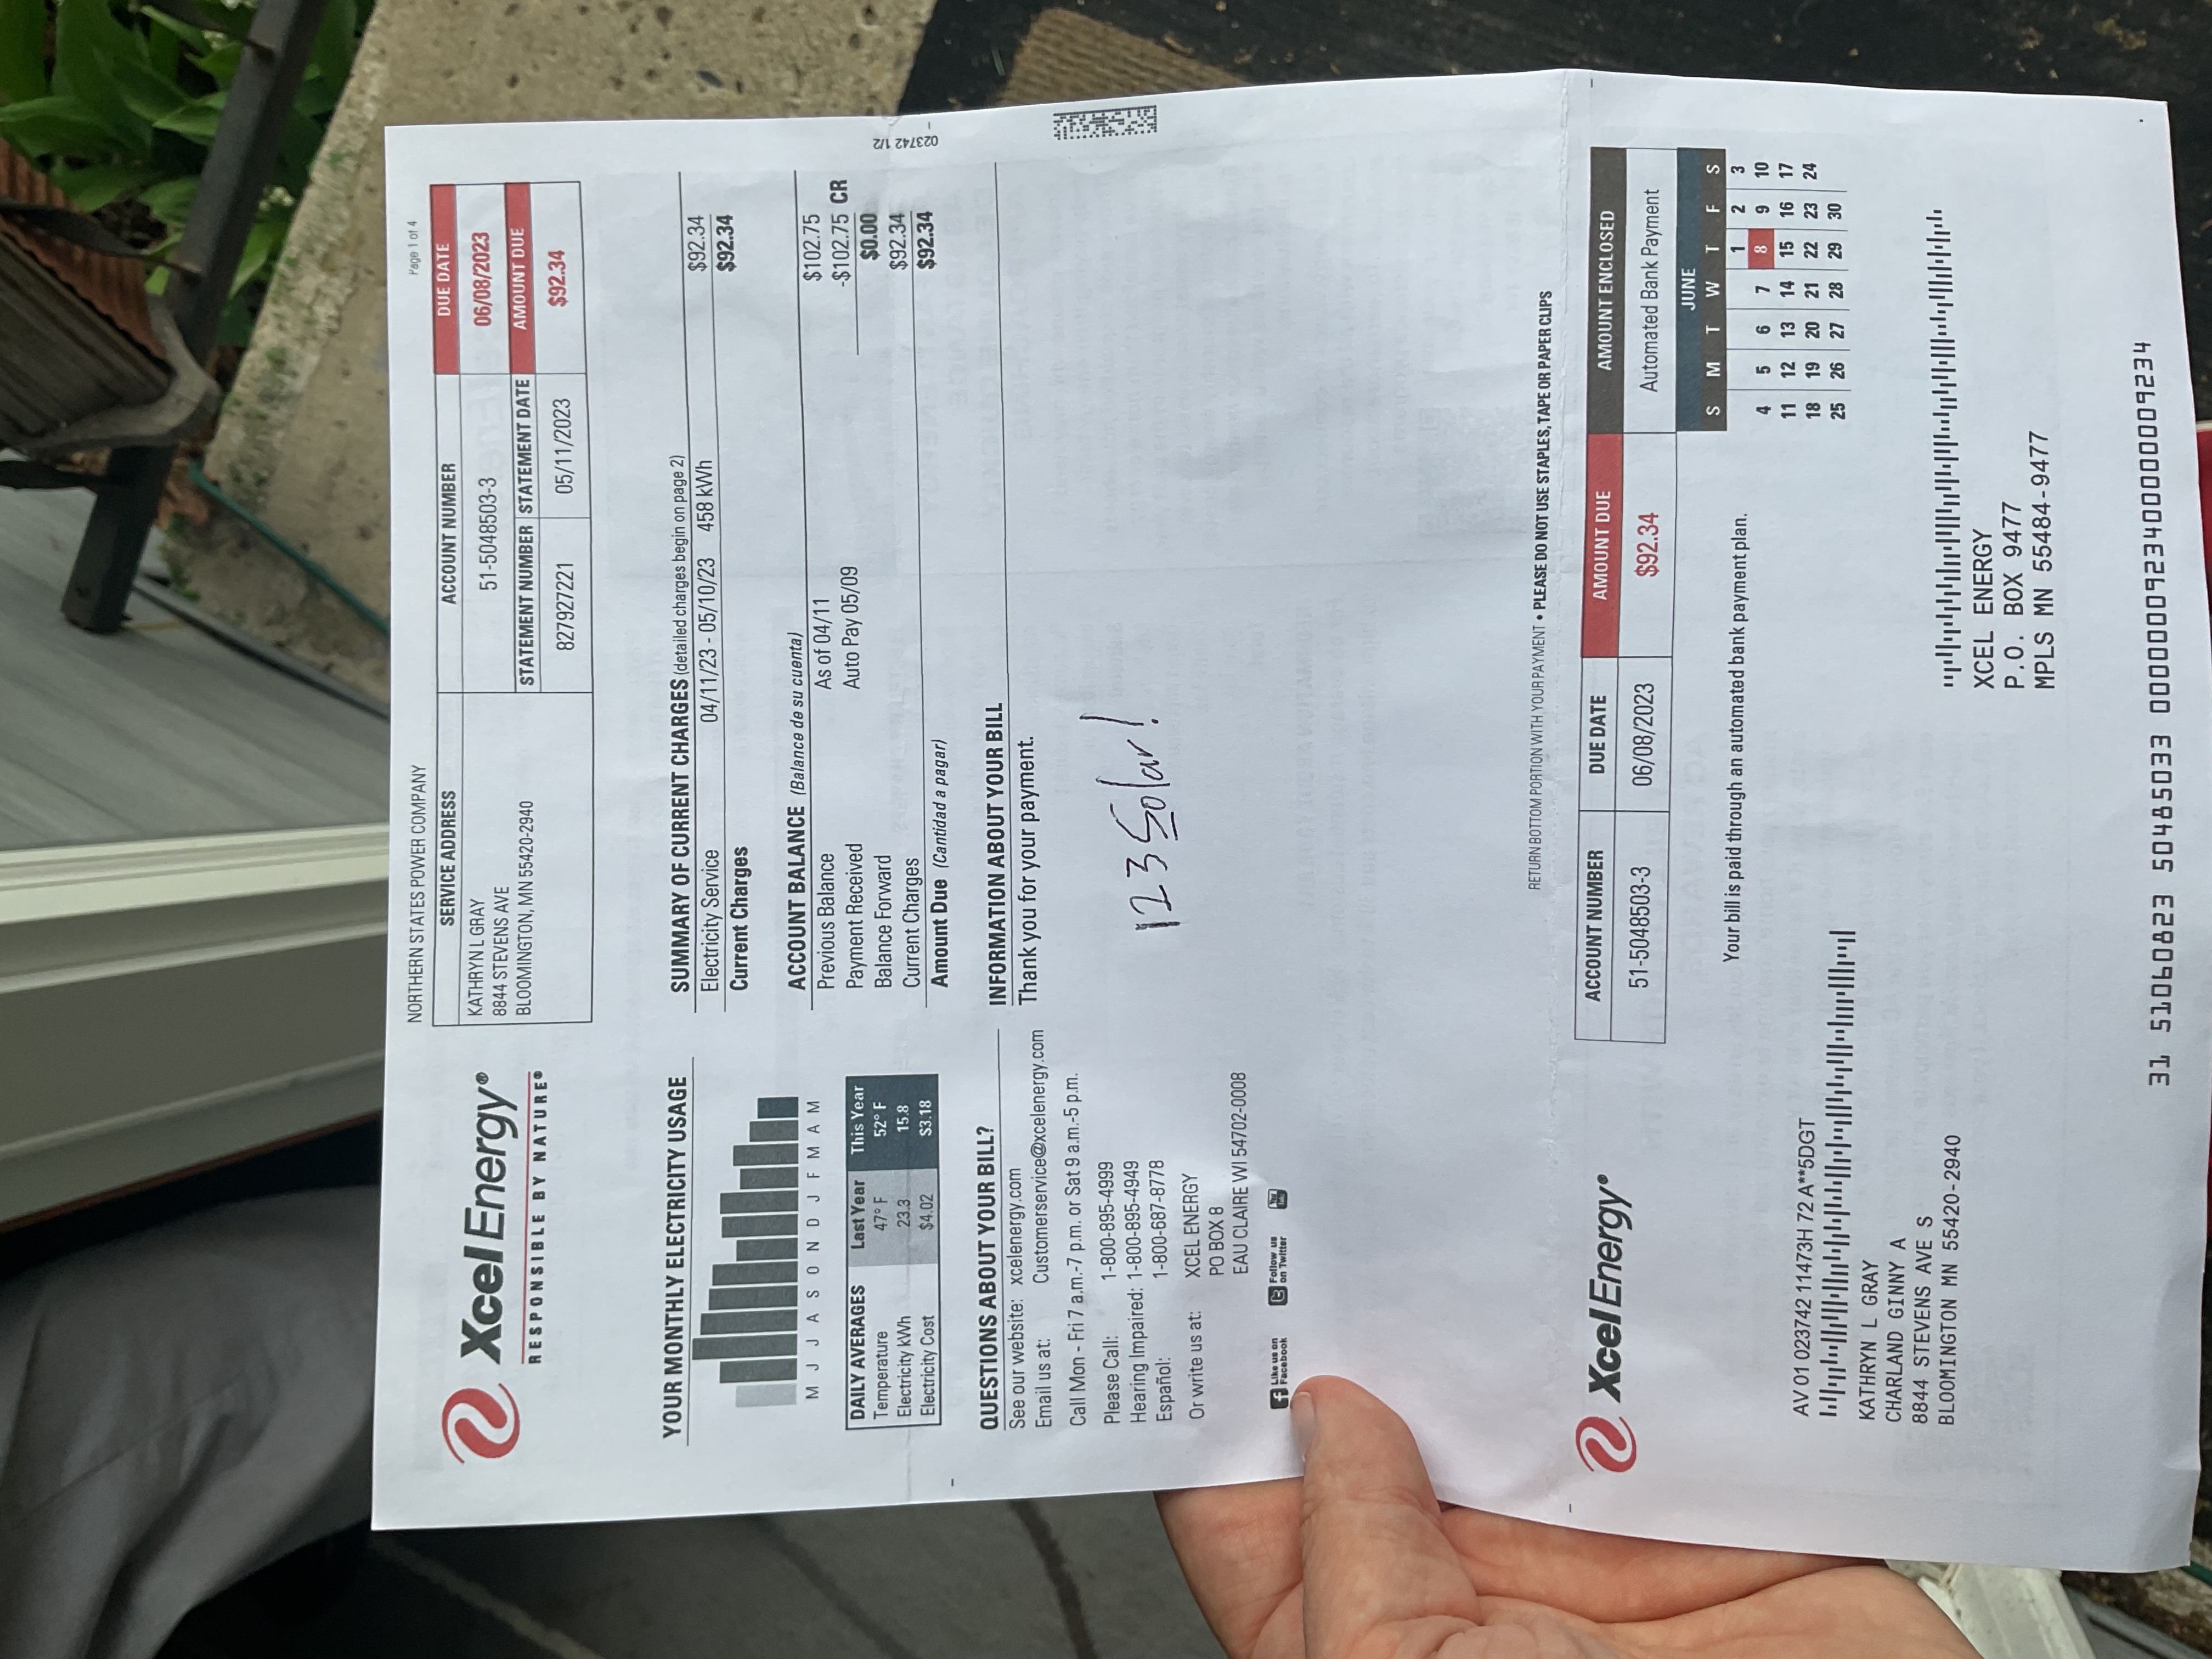 XcelEnergy®
RESPONSIBLE BY NATURE®
NORTHERN STATES POWER COMPANY
Page 1 of 4
SERVICE ADDRESS ACCOUNT NUMBER DUE DATE
KATHRYN L GRAY
8844 STEVENS AVE
BLOOMINGTON, MN 55420-2940
51-5048503-3 06/08/2023
STATEMENT NUMBER STATEMENT DATE AMOUNT DUE
827927221 05/11/2023 $92.34
YOUR MONTHLY ELECTRICITY USAGE
M J J A S O N D J F M A M
DAILY AVERAGES Last Year This Year
Temperature 47° F 52° F
Electricity kWh 23.3 15.8
Electricity Cost $4.02 $3.18
QUESTIONS ABOUT YOUR BILL?
See our website: xcelenergy.com
Email us at: Customerservice@xcelenergy.com
Call Mon - Fri 7 a.m.-7 p.m. or Sat 9 a.m.-5 p.m.
Please Call: 1-800-895-4999
Hearing Impaired: 1-800-895-4949
Español: 1-800-687-8778
Or write us at: XCEL ENERGY
PO BOX 8
EAU CLAIRE WI 54702-0008
Like us on Facebook
Follow us on Twitter
You Tube
SUMMARY OF CURRENT CHARGES (detailed charges begin on page 2)
Electricity Service 04/11/23 - 05/10/23 458 kWh $92.34
Current Charges $92.34
ACCOUNT BALANCE (Balance de su cuenta)
Previous Balance As of 04/11 $102.75
Payment Received Auto Pay 05/09 -$102.75 CR
Balance Forward $0.00
Current Charges $92.34
Amount Due (Cantidad a pagar) $92.34
INFORMATION ABOUT YOUR BILL
Thank you for your payment.
123 Solar!
023742 1/2
RETURN BOTTOM PORTION WITH YOUR PAYMENT • PLEASE DO NOT USE STAPLES, TAPE OR PAPER CLIPS
XcelEnergy®
ACCOUNT NUMBER DUE DATE AMOUNT DUE AMOUNT ENCLOSED
51-5048503-3 06/08/2023 $92.34 Automated Bank Payment
Your bill is paid through an automated bank payment plan.
JUNE
S M T W T F S
1 2 3
4 5 6 7 8 9 10
11 12 13 14 15 16 17
18 19 20 21 22 23 24
25 26 27 28 29 30
AV 01 023742 11473H 72 A**5DGT
KATHRYN L GRAY
CHARLAND GINNY A
8844 STEVENS AVE S
BLOOMINGTON MN 55420-2940
XCEL ENERGY
P.O. BOX 9477
MPLS MN 55484-9477
31 51060823 50485033 0000000923400000009234